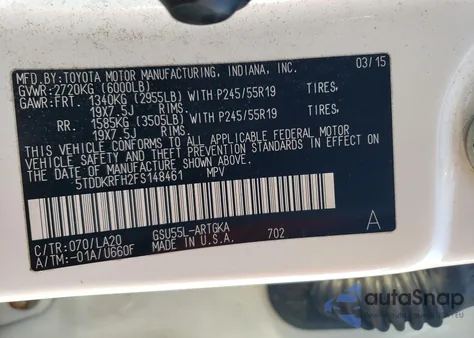 MFD.BY:TOYOTA MOTOR MANUFACTURING, INDIANA, INC. 03/15
GVWR: 2720KG (6000LB)
GAWR:FRT. 1340KG (2955LB) WITH P245/55R19 TIRES,
19X7.5J RIMS
RR. 1585KG (3505LB) WITH P245/55R19 TIRES,
19X7.5J RIMS
THIS VEHICLE CONFORMS TO ALL APPLICABLE FEDERAL MOTOR
VEHICLE SAFETY AND THEFT PREVENTION STANDARDS IN EFFECT ON
THE DATE OF MANUFACTURE SHOWN ABOVE.
5TDDKRFH2FS148461 MPV
C/TR:070/LA20 GSU55L-ARTGKA A
A/TM:-01A/U660F MADE IN U.S.A. 702
autoSnap